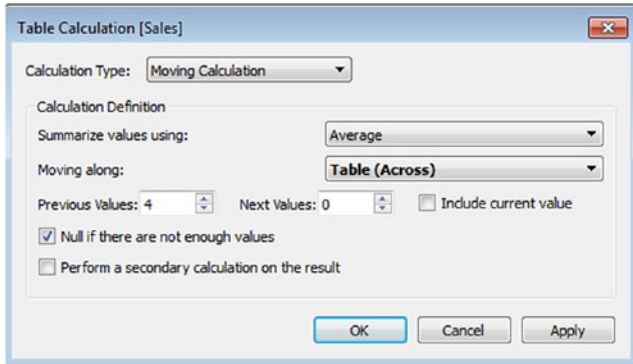 Table Calculation [Sales]
Calculation Type: Moving Calculation
Calculation Definition
Summarize values using: Average
Moving along: Table (Across)
Previous Values: 4 Next Values: 0 Include current value
Null if there are not enough values
Perform a secondary calculation on the result
OK Cancel Apply